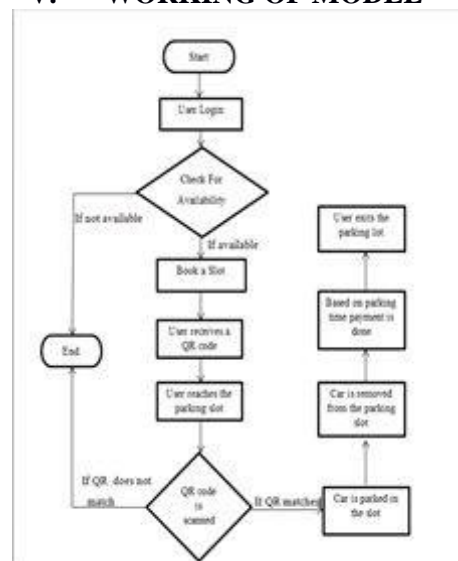 V. WORKING OF MODEL
Start
User Login
Check For
Availability
If not available
If available
Book a Slot
User receives a
QR code
End
User reaches the
parking slot
QR code
is
scanned
If QR does not
match
If QR matches
Car is parked in
the slot
Car is removed
from the parking
slot
Based on parking
time payment is
done
User exits the
parking lot